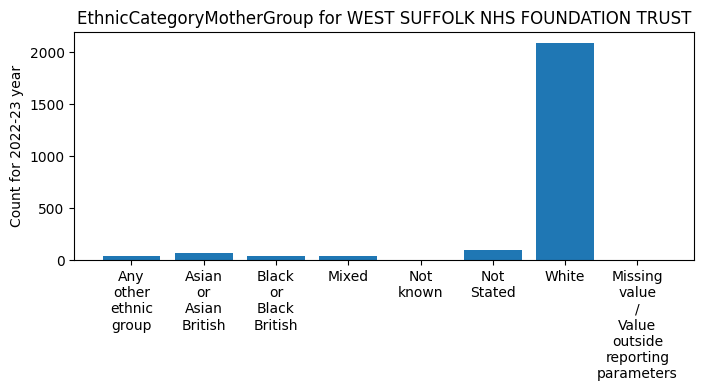 EthnicCategoryMotherGroup for WEST SUFFOLK NHS FOUNDATION TRUST
Count for 2022-23 year
2000
1500
1000
500
0
Any
other
ethnic
group
Asian
or
Asian
British
Black
or
Black
British
Mixed
Not
known
Not
Stated
White
Missing
value
/
Value
outside
reporting
parameters